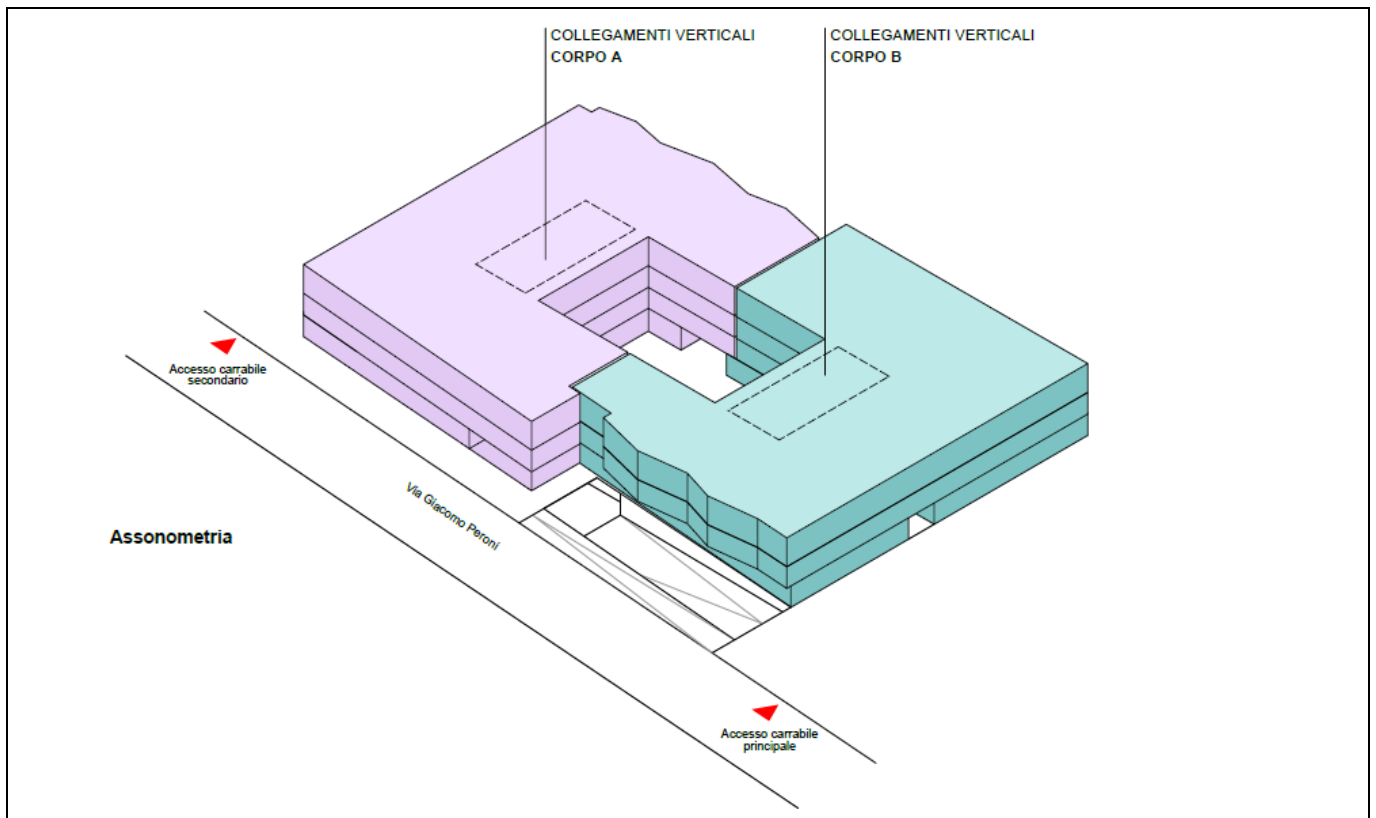 COLLEGAMENTI VERTICALI
CORPO A
COLLEGAMENTI VERTICALI
CORPO B
Accesso carrabile
secondario
Via Giacomo Peroni
Assonometria
Accesso carrabile
principale